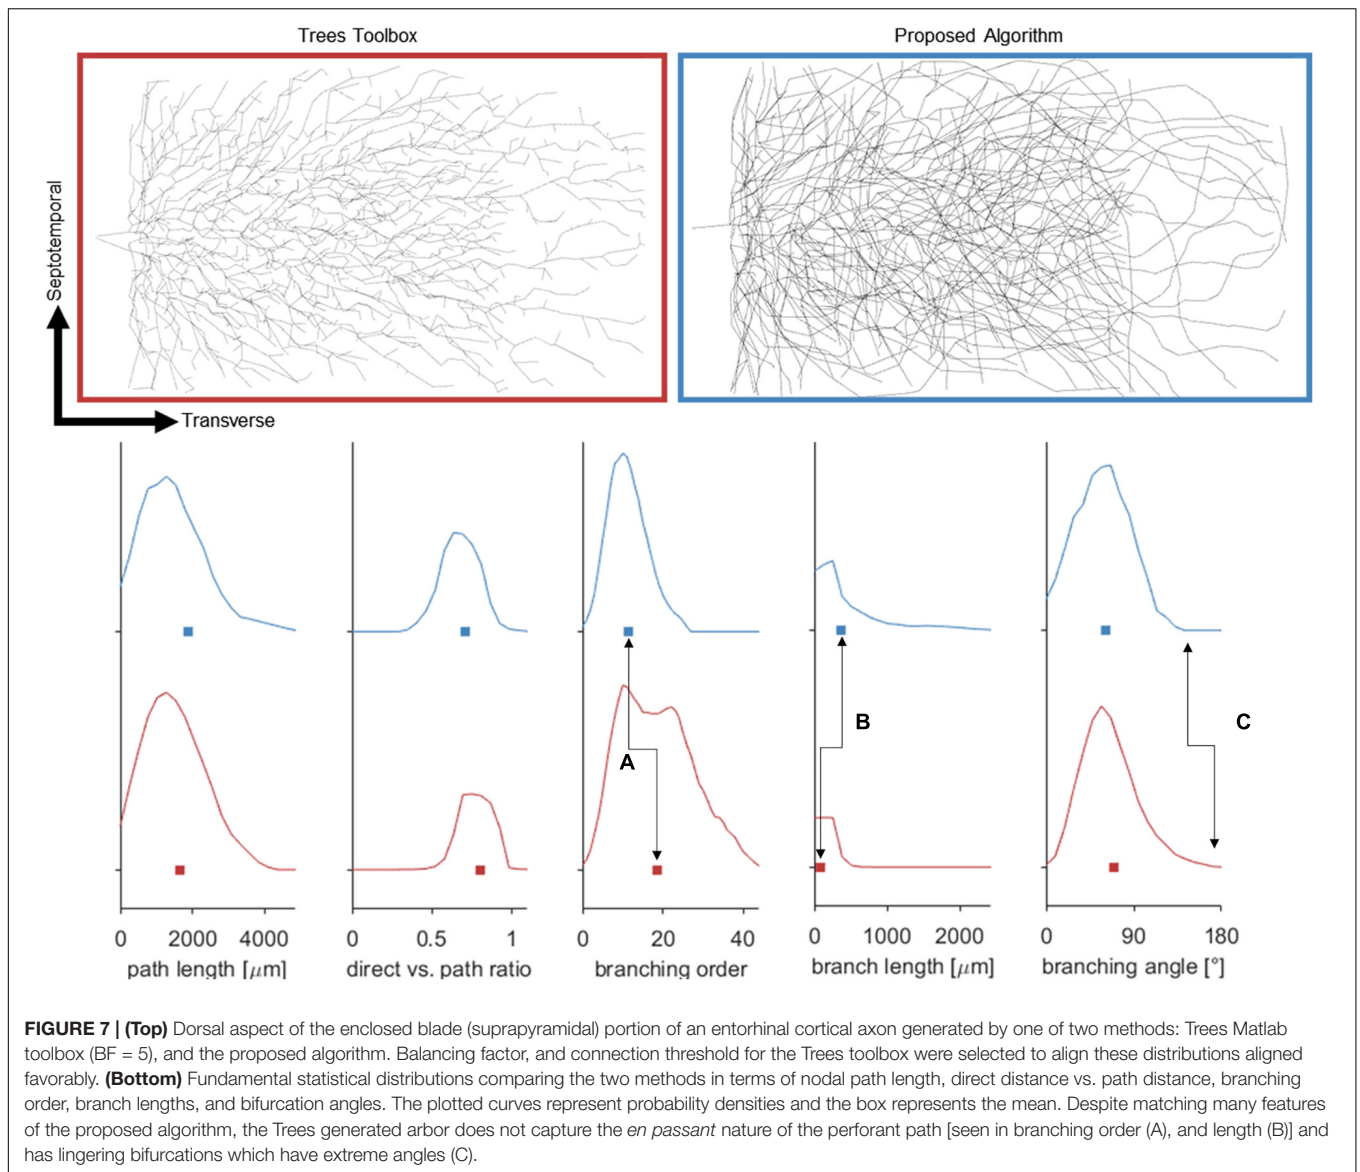 Trees Toolbox
Proposed Algorithm
Septotemporal
Transverse
A
B
C
0 2000 4000
path length [μm]
0 0.5 1
direct vs. path ratio
0 20 40
branching order
0 1000 2000
branch length [μm]
0 90 180
branching angle [°]
FIGURE 7 | (Top) Dorsal aspect of the enclosed blade (suprapyramidal) portion of an entorhinal cortical axon generated by one of two methods: Trees Matlab
toolbox (BF = 5), and the proposed algorithm. Balancing factor, and connection threshold for the Trees toolbox were selected to align these distributions aligned
favorably. (Bottom) Fundamental statistical distributions comparing the two methods in terms of nodal path length, direct distance vs. path distance, branching
order, branch lengths, and bifurcation angles. The plotted curves represent probability densities and the box represents the mean. Despite matching many features
of the proposed algorithm, the Trees generated arbor does not capture the en passant nature of the perforant path [seen in branching order (A), and length (B)] and
has lingering bifurcations which have extreme angles (C).